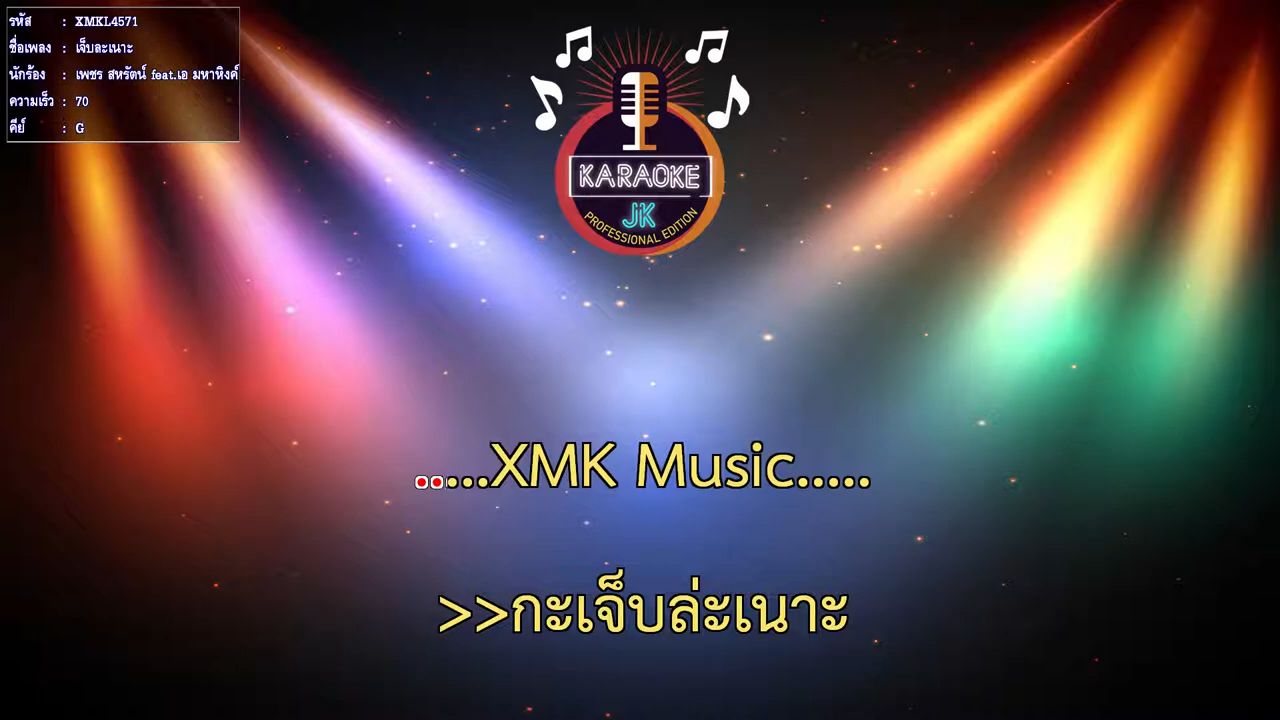 รหัส : XMKL4571
ชื่อเพลง : เจ็บละเนาะ
นักร้อง : เพชร สหรัตน์ feat.เอ มหาหิงค์
ความเร็ว : 70
คีย์ : G
KARAOKE
JK
PROFESSIONAL EDITION
.....XMK Music.....
>>กะเจ็บล่ะเนาะ